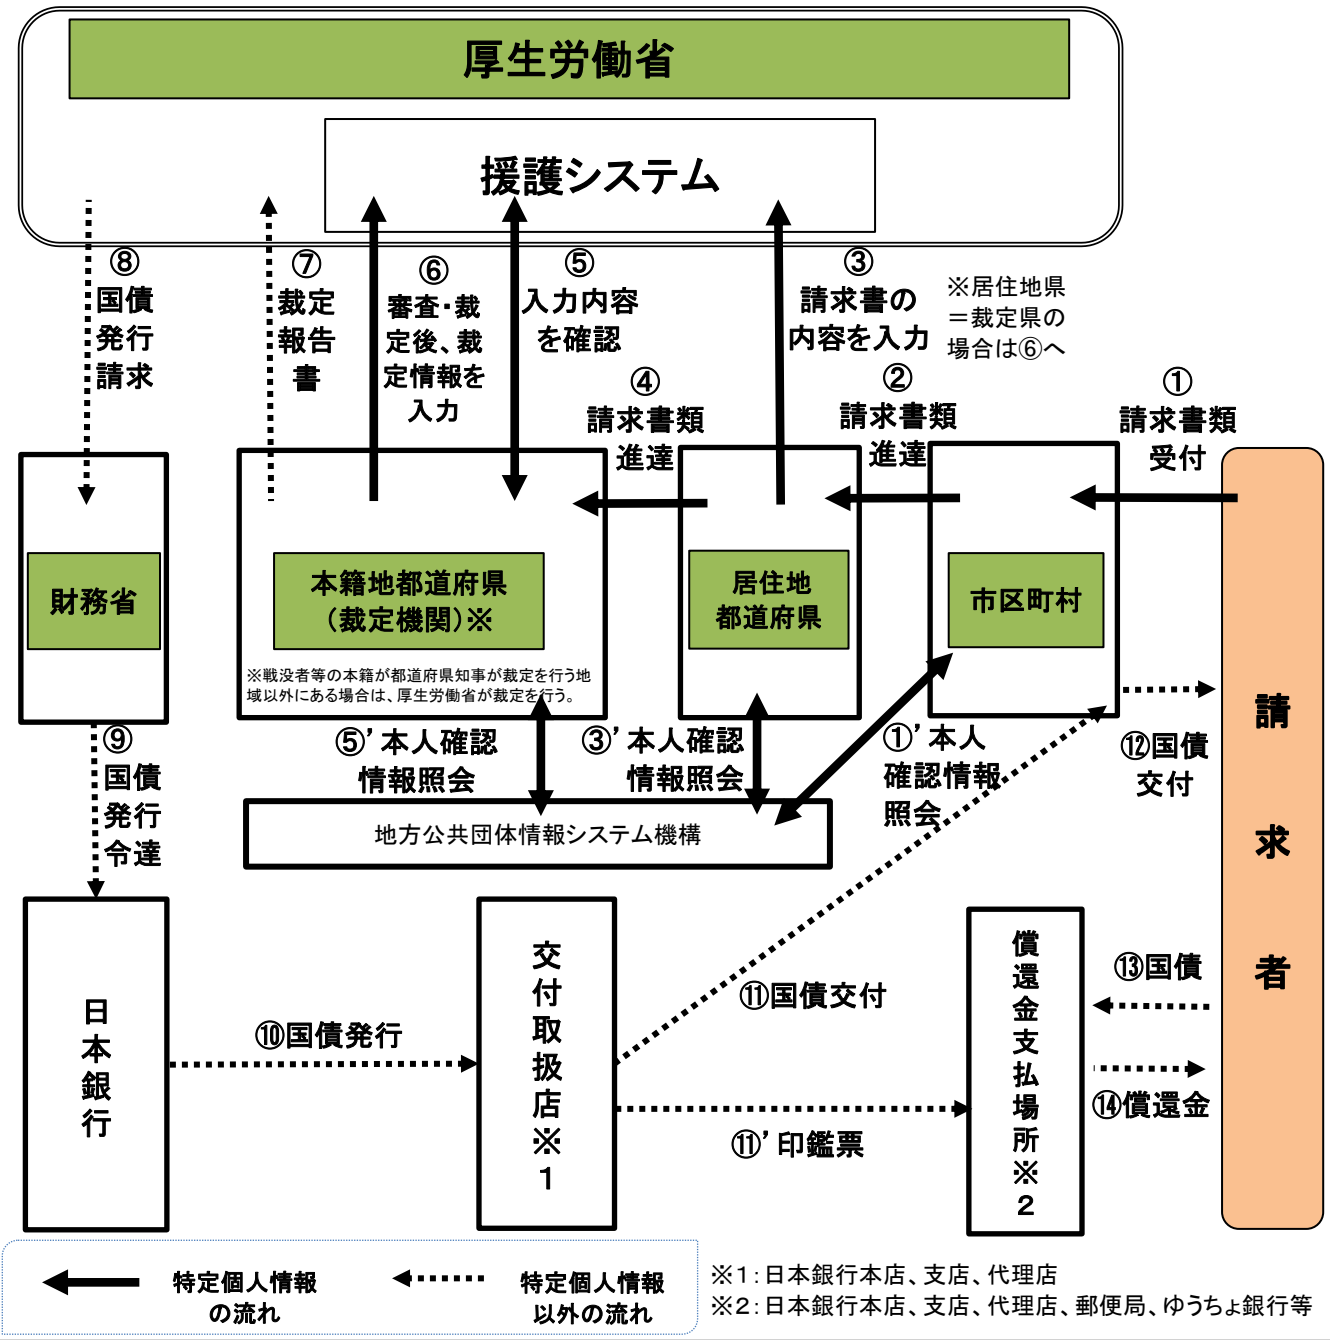 厚生労働省
援護システム
⑧
国債
発行
請求
⑦
裁定
報告
書
⑥
審査・裁
定後、裁
定情報を
入力
⑤
入力内容
を確認
③
請求書の
内容を入力
※居住地県
＝裁定県の
場合は⑥へ
④
請求書類
進達
②
請求書類
進達
①
請求書類
受付
財務省
本籍地都道府県
（裁定機関）※
※戦没者等の本籍が都道府県知事が裁定を行う地
域以外にある場合は、厚生労働省が裁定を行う。
居住地
都道府県
市区町村
請求者
⑨
国債
発行
令達
⑤’本人確認
情報照会
③’本人確認
情報照会
①’本人
確認情報
照会
⑫国債
交付
地方公共団体情報システム機構
日本銀行
⑩国債発行
交付取扱店※１
⑪国債交付
⑪’印鑑票
償還金支払場所※２
⑬国債
⑭償還金
特定個人情報
の流れ
特定個人情報
以外の流れ
※１：日本銀行本店、支店、代理店
※２：日本銀行本店、支店、代理店、郵便局、ゆうちょ銀行等